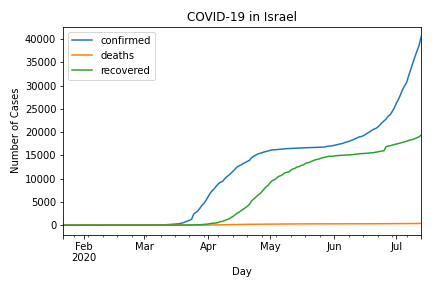 COVID-19 in Israel
confirmed
deaths
recovered
Number of Cases
40000
35000
30000
25000
20000
15000
10000
5000
0
Feb
2020
Mar
Apr
May
Jun
Jul
Day